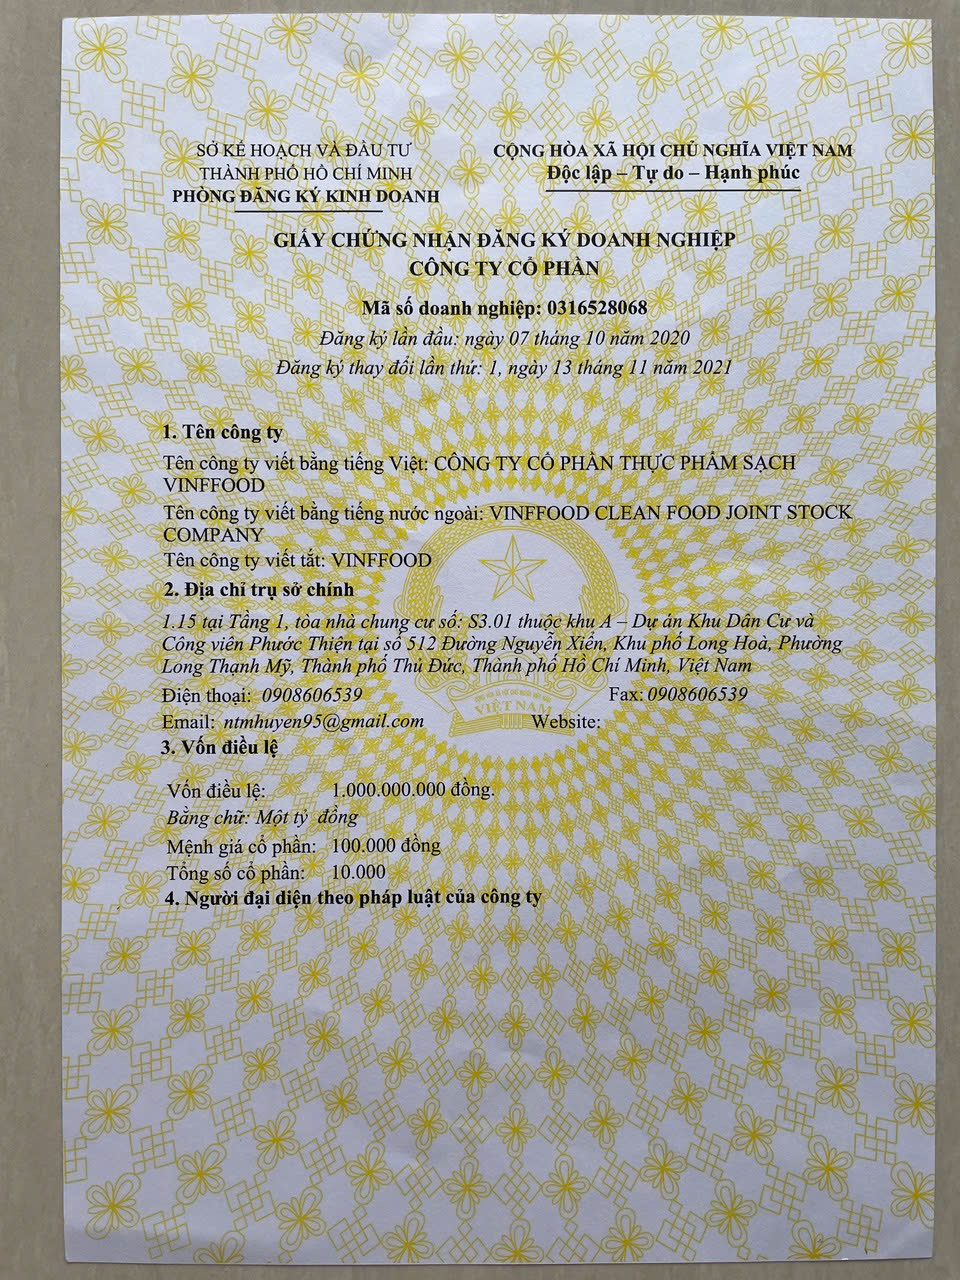 SỞ KẾ HOẠCH VÀ ĐẦU TƯ
THÀNH PHỐ HỒ CHÍ MINH
PHÒNG ĐĂNG KÝ KINH DOANH
CỘNG HÒA XÃ HỘI CHỦ NGHĨA VIỆT NAM
Độc lập – Tự do – Hạnh phúc
GIẤY CHỨNG NHẬN ĐĂNG KÝ DOANH NGHIỆP
CÔNG TY CỔ PHẦN
Mã số doanh nghiệp: 0316528068
Đăng ký lần đầu: ngày 07 tháng 10 năm 2020
Đăng ký thay đổi lần thứ: 1, ngày 13 tháng 11 năm 2021
1. Tên công ty
Tên công ty viết bằng tiếng Việt: CÔNG TY CỔ PHẦN THỰC PHẨM SẠCH
VINFFOOD
Tên công ty viết bằng tiếng nước ngoài: VINFFOOD CLEAN FOOD JOINT STOCK
COMPANY
Tên công ty viết tắt: VINFFOOD
2. Địa chỉ trụ sở chính
1.15 tại Tầng 1, tòa nhà chung cư số: S3.01 thuộc khu A – Dự án Khu Dân Cư và
Công viên Phước Thiện tại số 512 Đường Nguyễn Xiển, Khu phố Long Hoà, Phường
Long Thạnh Mỹ, Thành phố Thủ Đức, Thành phố Hồ Chí Minh, Việt Nam
Điện thoại: 0908606539 Fax: 0908606539
Email: ntmhuyen95@gmail.com Website:
VIỆT NAM
3. Vốn điều lệ
Vốn điều lệ: 1.000.000.000 đồng.
Bằng chữ: Một tỷ đồng
Mệnh giá cổ phần: 100.000 đồng
Tổng số cổ phần: 10.000
4. Người đại diện theo pháp luật của công ty